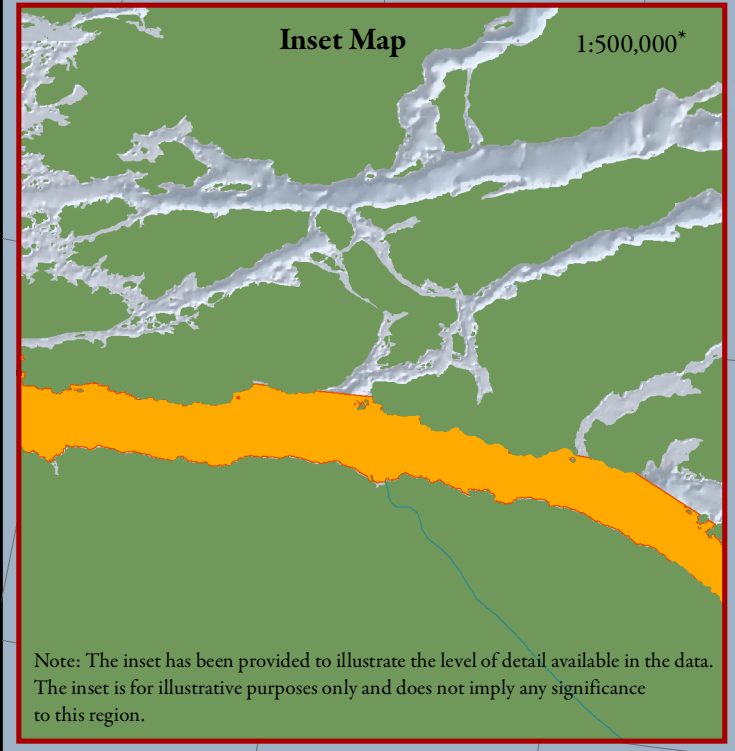 Inset Map
1:500,000*
Note: The inset has been provided to illustrate the level of detail available in the data.
The inset is for illustrative purposes only and does not imply any significance
to this region.